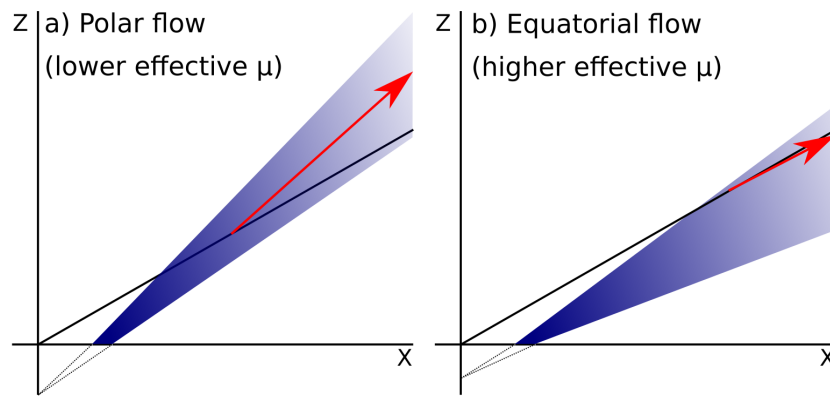 Z
a) Polar flow
(lower effective μ)
X
Z
b) Equatorial flow
(higher effective μ)
X